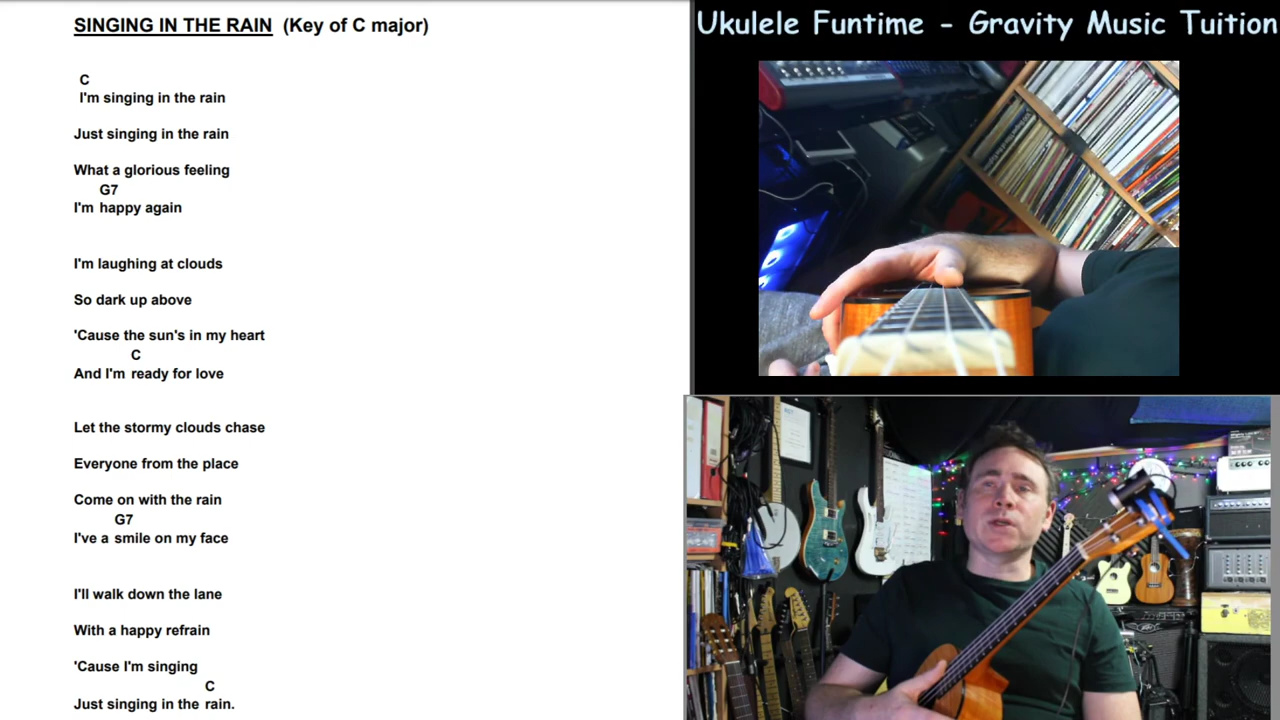 SINGING IN THE RAIN (Key of C major)
C
I'm singing in the rain
Just singing in the rain
What a glorious feeling
G7
I'm happy again
I'm laughing at clouds
So dark up above
'Cause the sun's in my heart
C
And I'm ready for love
Let the stormy clouds chase
Everyone from the place
Come on with the rain
G7
I've a smile on my face
I'll walk down the lane
With a happy refrain
'Cause I'm singing
C
Just singing in the rain.
Ukulele Funtime - Gravity Music Tuition